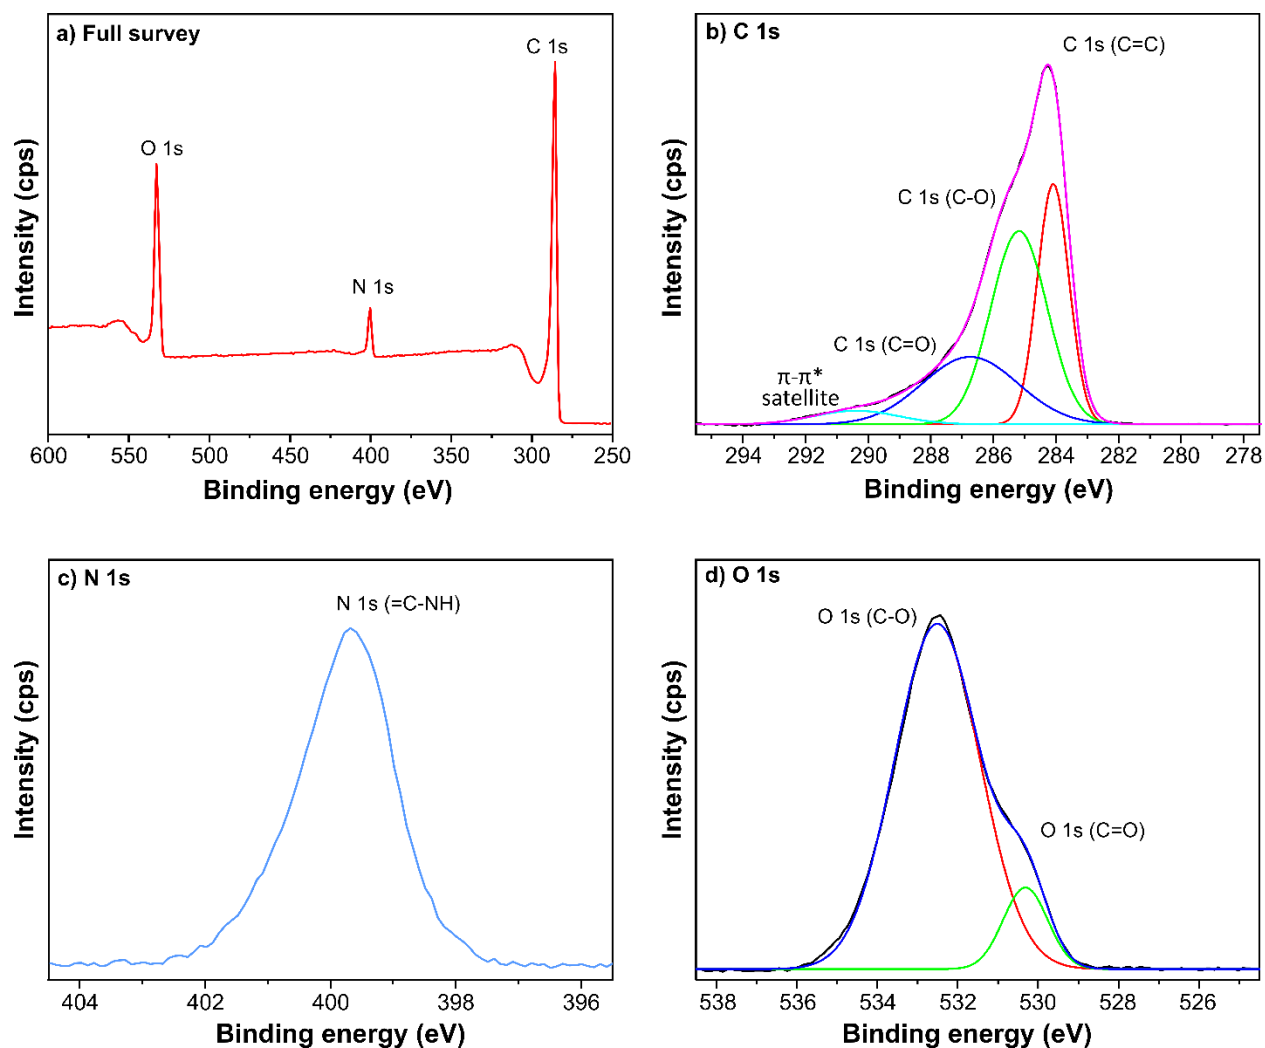 a) Full survey
C 1s
O 1s
N 1s
Intensity (cps)
600 550 500 450 400 350 300 250
Binding energy (eV)
b) C 1s
C 1s (C=C)
C 1s (C-O)
C 1s (C=O)
π-π*
satellite
Intensity (cps)
294 292 290 288 286 284 282 280 278
Binding energy (eV)
c) N 1s
N 1s (=C-NH)
Intensity (cps)
404 402 400 398 396
Binding energy (eV)
d) O 1s
O 1s (C-O)
O 1s (C=O)
Intensity (cps)
538 536 534 532 530 528 526
Binding energy (eV)